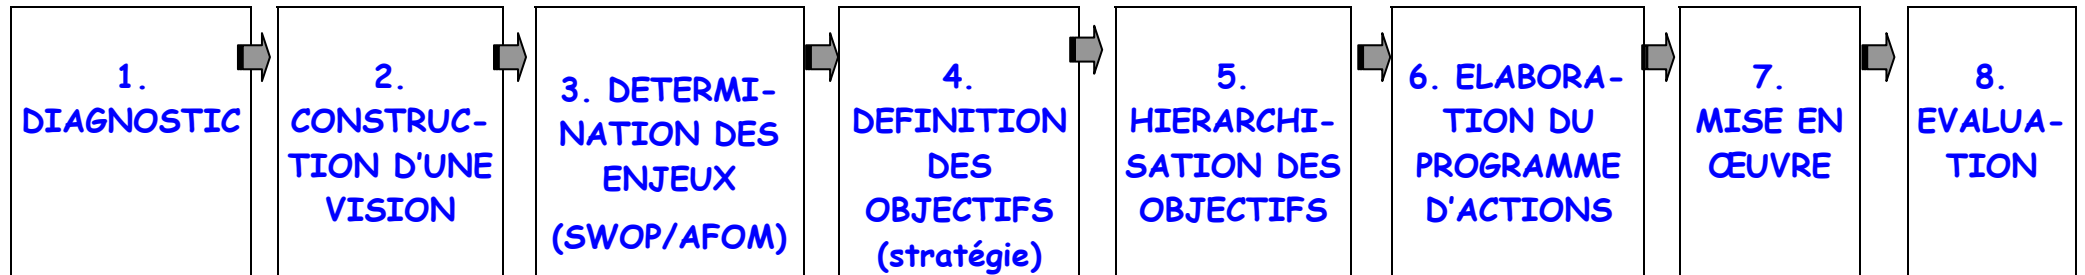 1.
DIAGNOSTIC
2.
CONSTRUC-
TION D'UNE
VISION
3. DETERMI-
NATION DES
ENJEUX
(SWOP/AFOM)
4.
DEFINITION
DES
OBJECTIFS
(stratégie)
5.
HIERARCHI-
SATION DES
OBJECTIFS
6. ELABORA-
TION DU
PROGRAMME
D'ACTIONS
7.
MISE EN
ŒUVRE
8.
EVALUA-
TION